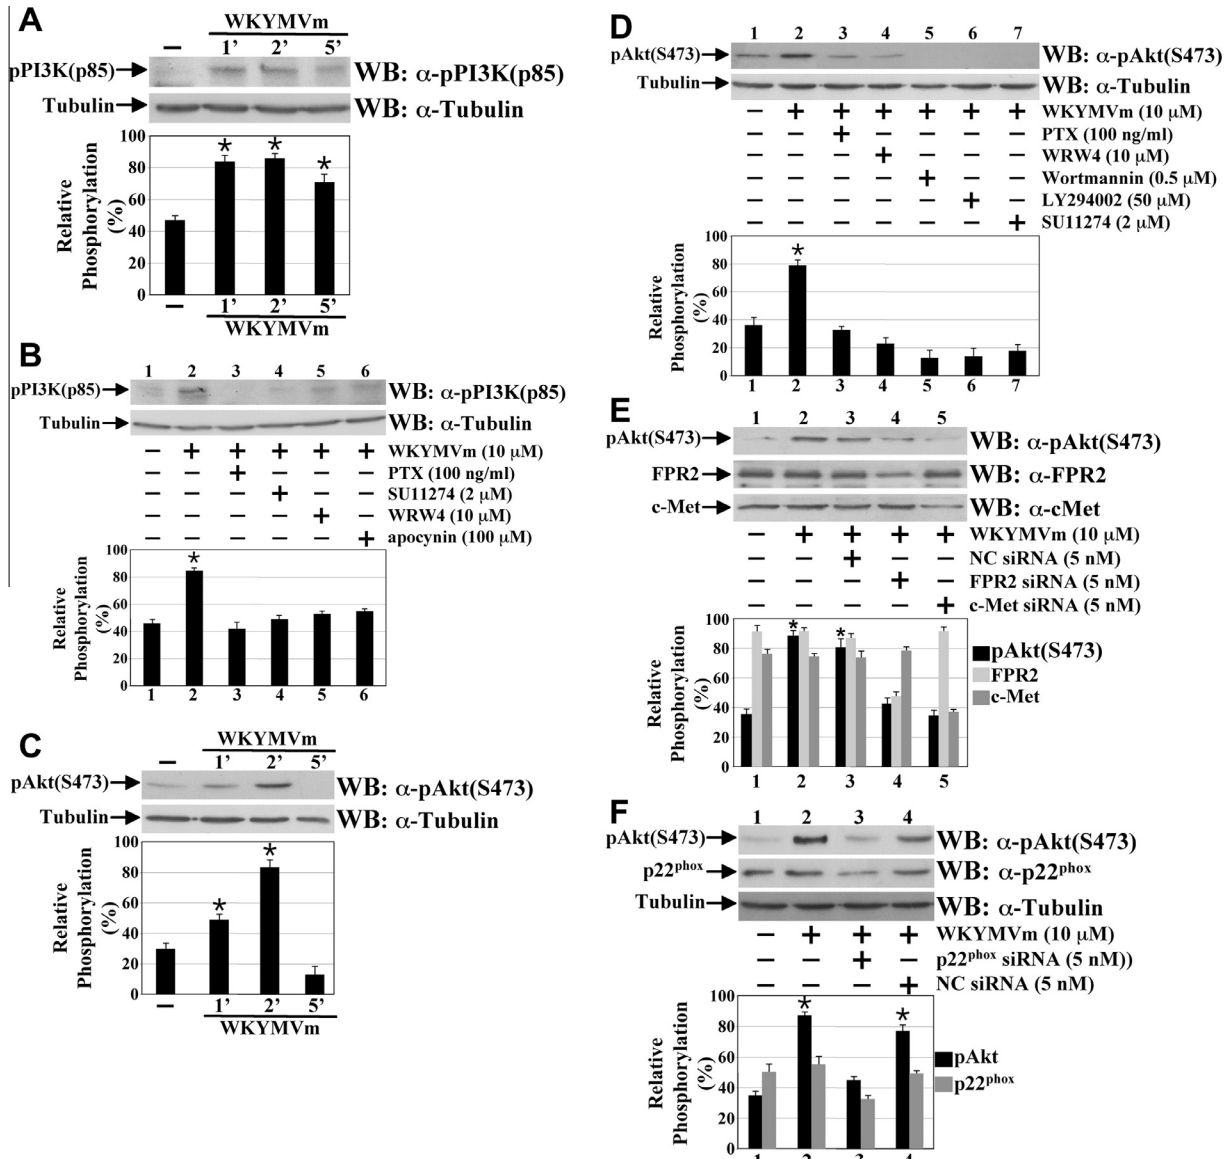 A
WKYMVm
– 1’ 2’ 5’
pPI3K(p85) WB: α-pPI3K(p85)
Tubulin WB: α-Tubulin
Relative Phosphorylation (%)
100
80
60
40
20
0
* * *
– 1’ 2’ 5’
WKYMVm
B
1 2 3 4 5 6
pPI3K(p85) WB: α-pPI3K(p85)
Tubulin WB: α-Tubulin
– + + + + + WKYMVm (10 μM)
– – + – – – PTX (100 ng/ml)
– – – + – – SU11274 (2 μM)
– – – – + – WRW4 (10 μM)
– – – – – + apocynin (100 μM)
Relative Phosphorylation (%)
100
80
60
40
20
0
*
1 2 3 4 5 6
C
WKYMVm
– 1’ 2’ 5’
pAkt(S473) WB: α-pAkt(S473)
Tubulin WB: α-Tubulin
Relative Phosphorylation (%)
100
80
60
40
20
0
* *
– 1’ 2’ 5’
WKYMVm
D
1 2 3 4 5 6 7
pAkt(S473) WB: α-pAkt(S473)
Tubulin WB: α-Tubulin
– + + + + + + WKYMVm (10 μM)
– – + – – – – PTX (100 ng/ml)
– – – + – – – WRW4 (10 μM)
– – – – + – – Wortmannin (0.5 μM)
– – – – – + – LY294002 (50 μM)
– – – – – – + SU11274 (2 μM)
Relative Phosphorylation (%)
100
80
60
40
20
0
*
1 2 3 4 5 6 7
E
1 2 3 4 5
pAkt(S473) WB: α-pAkt(S473)
FPR2 WB: α-FPR2
c-Met WB: α-cMet
– + + + + WKYMVm (10 μM)
– – + – – NC siRNA (5 nM)
– – – + – FPR2 siRNA (5 nM)
– – – – + c-Met siRNA (5 nM)
Relative Phosphorylation (%)
100
80
60
40
20
0
* *
pAkt(S473)
FPR2
c-Met
1 2 3 4 5
F
1 2 3 4
pAkt(S473) WB: α-pAkt(S473)
p22phox WB: α-p22phox
Tubulin WB: α-Tubulin
– + + + WKYMVm (10 μM)
– – + – p22phox siRNA (5 nM))
– – – + NC siRNA (5 nM)
Relative Phosphorylation (%)
100
80
60
40
20
0
* *
pAkt
p22phox
1 2 3 4